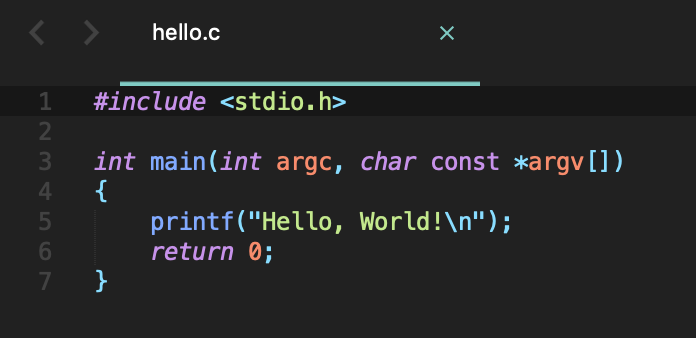 hello.c ×
1 #include <stdio.h>
2
3 int main(int argc, char const *argv[])
4 {
5     printf("Hello, World!\n");
6     return 0;
7 }